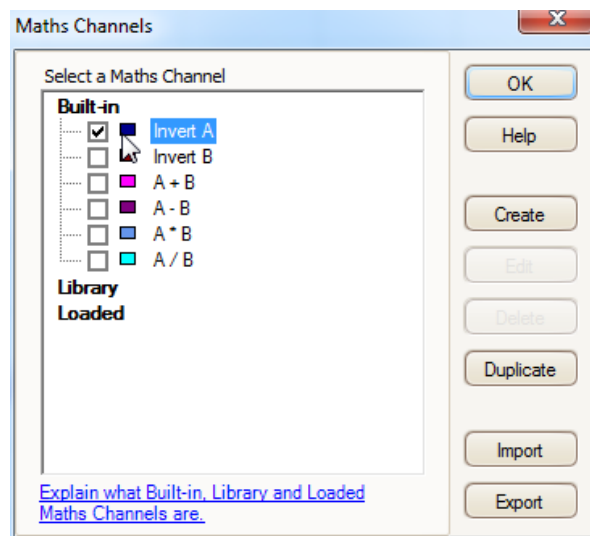 Maths Channels
Select a Maths Channel
Built-in
Invert A
Invert B
A + B
A - B
A * B
A / B
Library
Loaded
Explain what Built-in, Library and Loaded
Maths Channels are.
OK
Help
Create
Edit
Delete
Duplicate
Import
Export